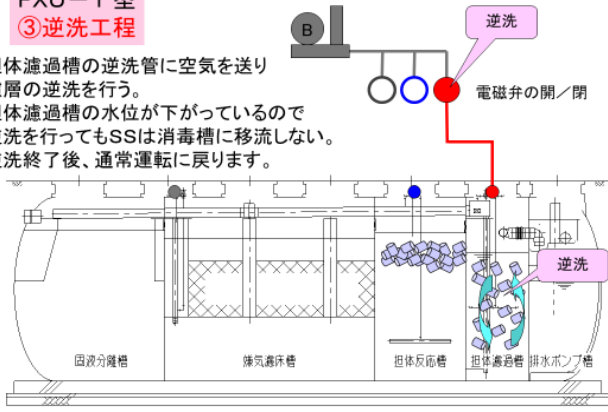 ③逆洗工程
体濾過槽の逆洗管に空気を送り
層の逆洗を行う。
体濾過槽の水位が下がっているので
洗を行ってもSSは消毒槽に移流しない。
洗終了後、通常運転に戻ります。
B
逆洗
電磁弁の開／閉
逆洗
固液分離槽
嫌気濾床槽
担体反応槽
担体濾過槽
排水ポンプ槽